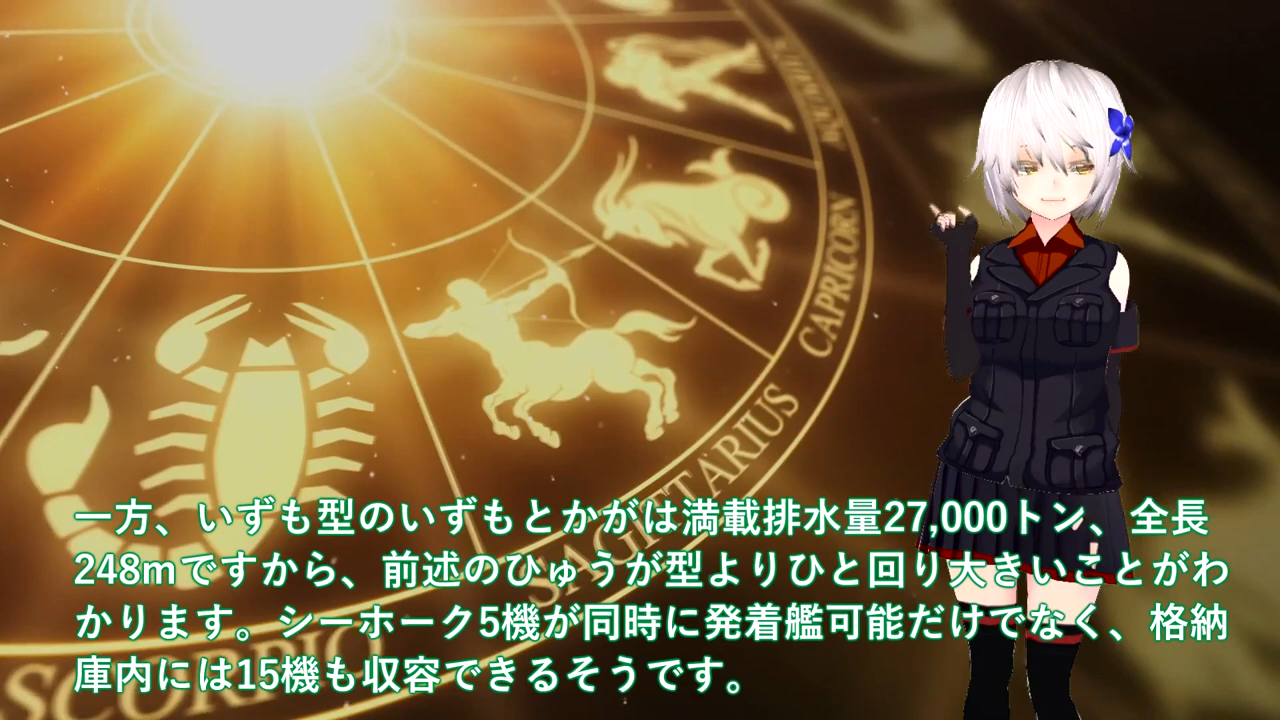 AQUARIUS
CAPRICORN
SAGITTARIUS
SCORPIO
一方、いずも型のいずもとかがは満載排水量27,000トン、全長
248mですから、前述のひゅうが型よりひと回り大きいことがわ
かります。シーホーク5機が同時に発着艦可能だけでなく、格納
庫内には15機も収容できるそうです。